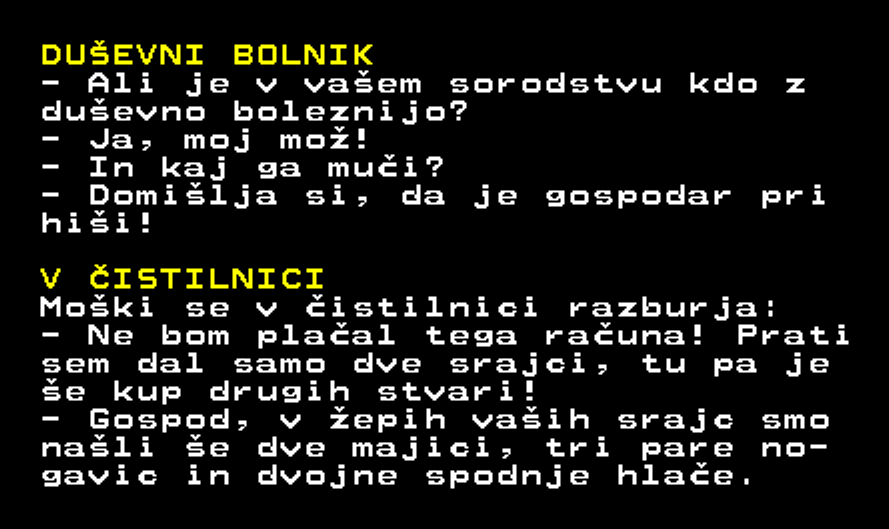 DUŠEVNI BOLNIK
- Ali je v vašem sorodstvu kdo z
duševno boleznijo?
- Ja, moj mož!
- In kaj ga muči?
- Domišlja si, da je gospodar pri
hiši!
V ČISTILNICI
Moški se v čistilnici razburja:
- Ne bom plačal tega računa! Prati
sem dal samo dve srajci, tu pa je
še kup drugih stvari!
- Gospod, v žepih vaših srajc smo
našli še dve majici, tri pare no-
gavic in dvojne spodnje hlače.